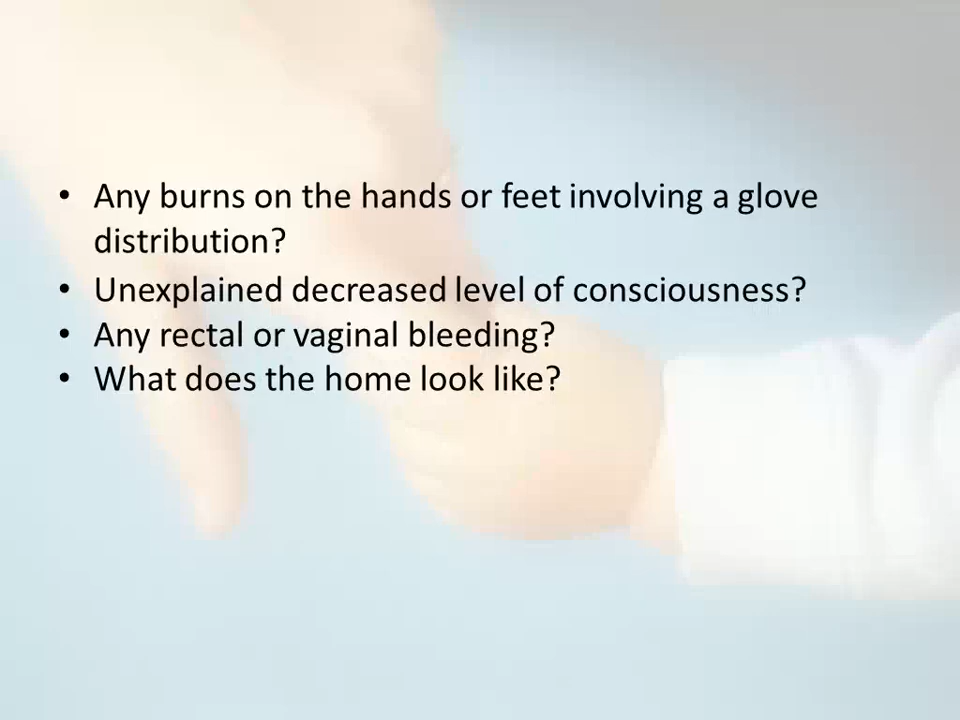 • Any burns on the hands or feet involving a glove
distribution?
• Unexplained decreased level of consciousness?
• Any rectal or vaginal bleeding?
• What does the home look like?